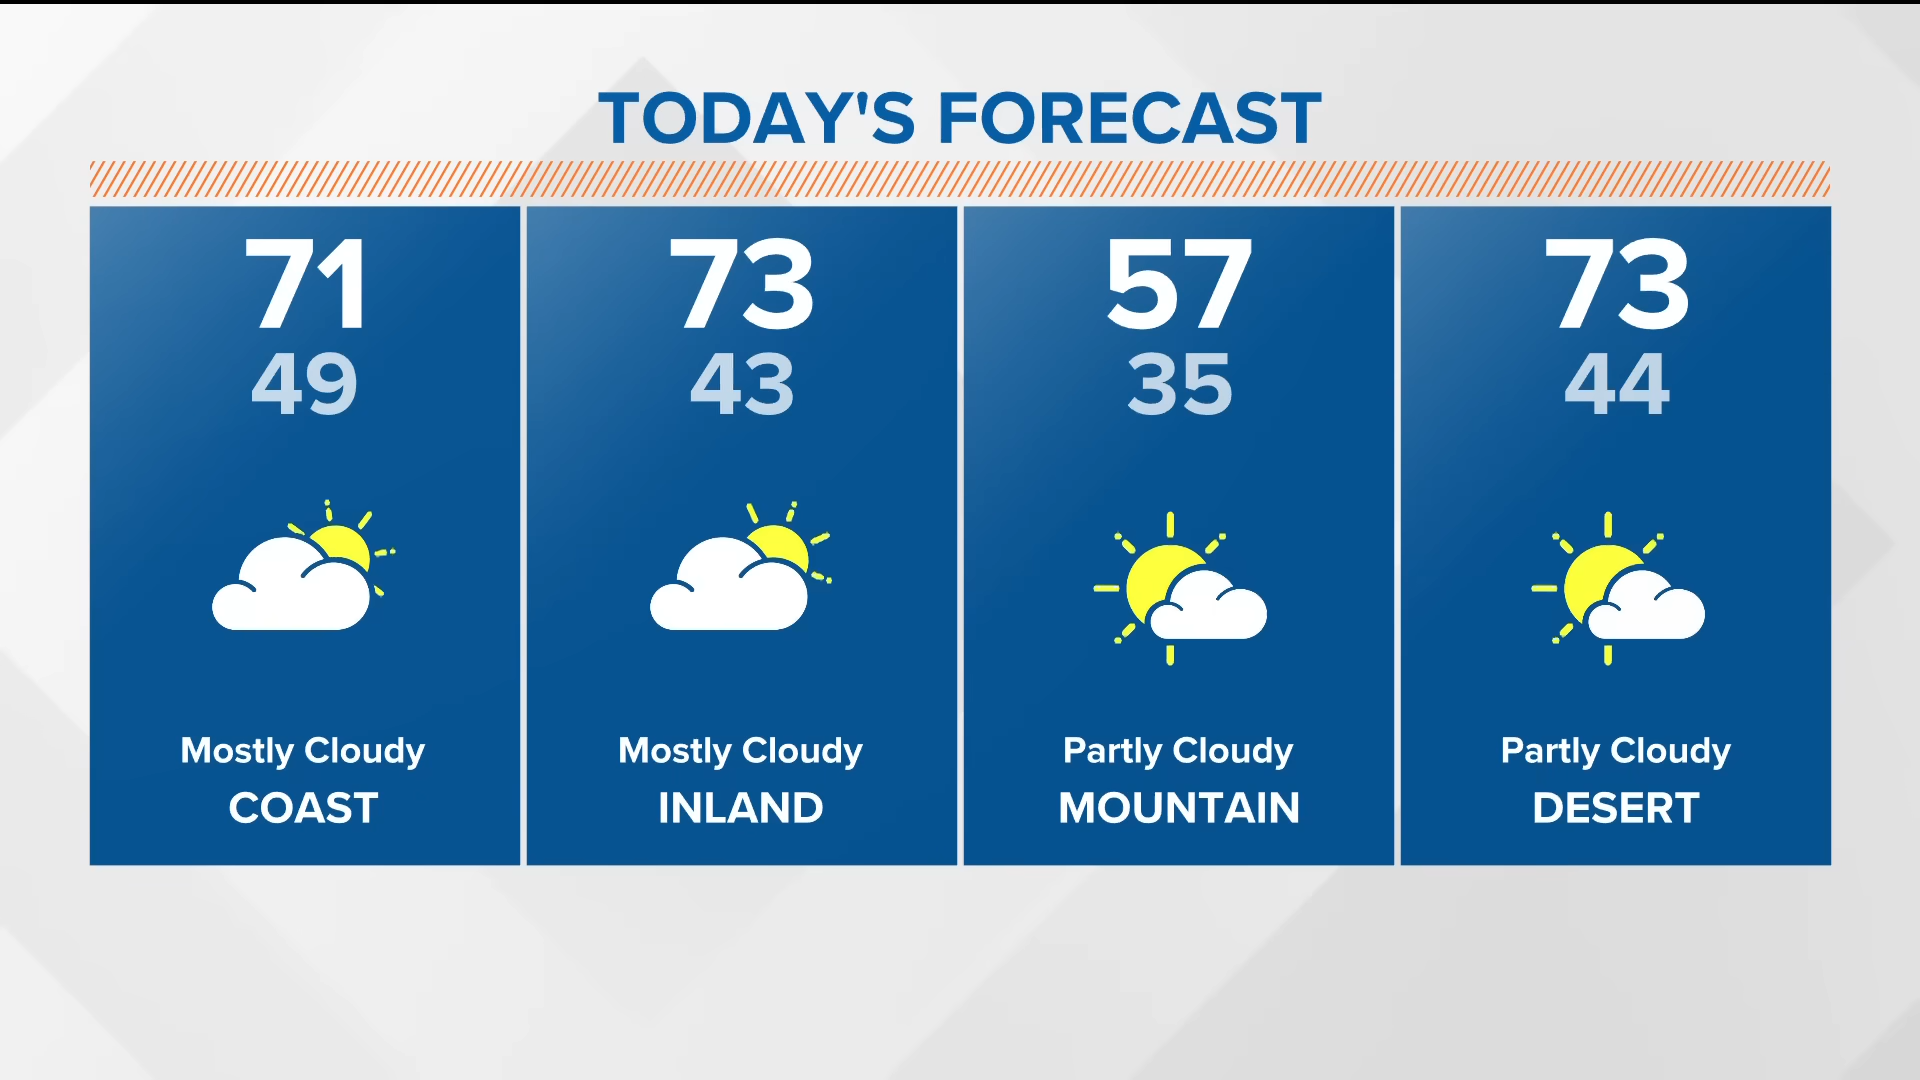 TODAY'S FORECAST
71
49
Mostly Cloudy
COAST
73
43
Mostly Cloudy
INLAND
57
35
Partly Cloudy
MOUNTAIN
73
44
Partly Cloudy
DESERT